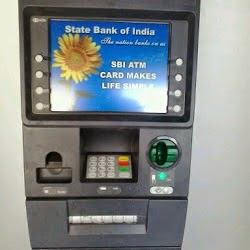 State Bank of India
The nation banks on us
SBI ATM
CARD MAKES
LIFE SIMPLE